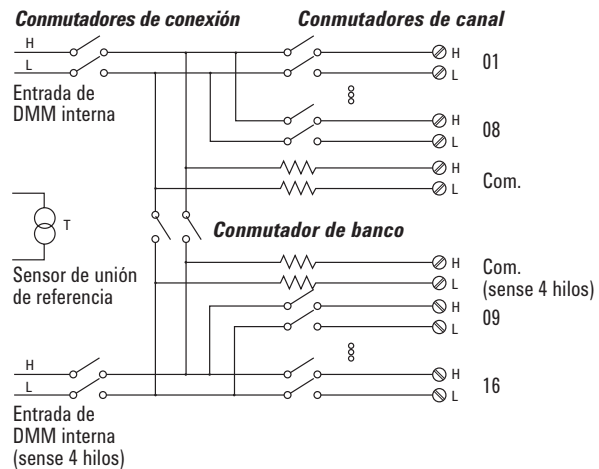 Conmutadores de conexión
Conmutadores de canal
H
L
Entrada de
DMM interna
H
L
01
H
L
08
H
L
Com.
T
Sensor de unión
de referencia
Conmutador de banco
H
L
Com.
(sense 4 hilos)
H
L
09
H
L
Entrada de
DMM interna
(sense 4 hilos)
H
L
16